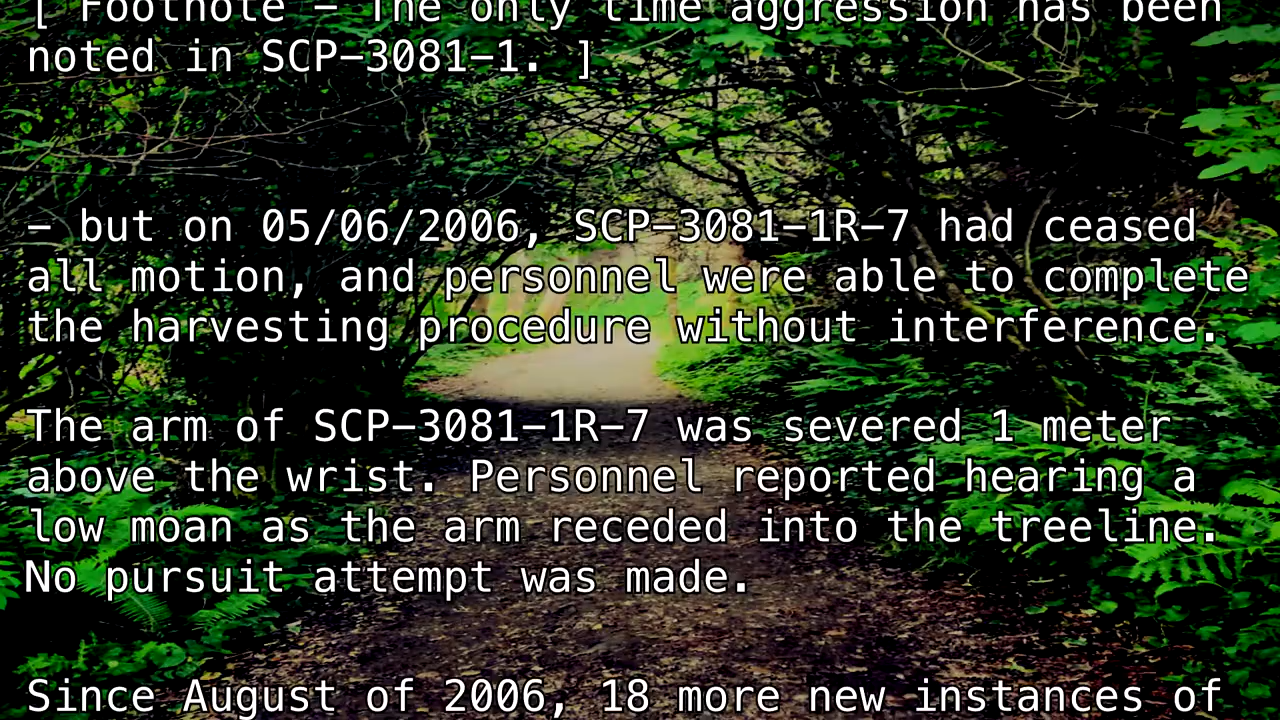 [ Footnote – The only time aggression has been
noted in SCP–3081–1. ]
– but on 05/06/2006, SCP–3081–1R–7 had ceased
all motion, and personnel were able to complete
the harvesting procedure without interference.
The arm of SCP–3081–1R–7 was severed 1 meter
above the wrist. Personnel reported hearing a
low moan as the arm receded into the treeline.
No pursuit attempt was made.
Since August of 2006, 18 more new instances of